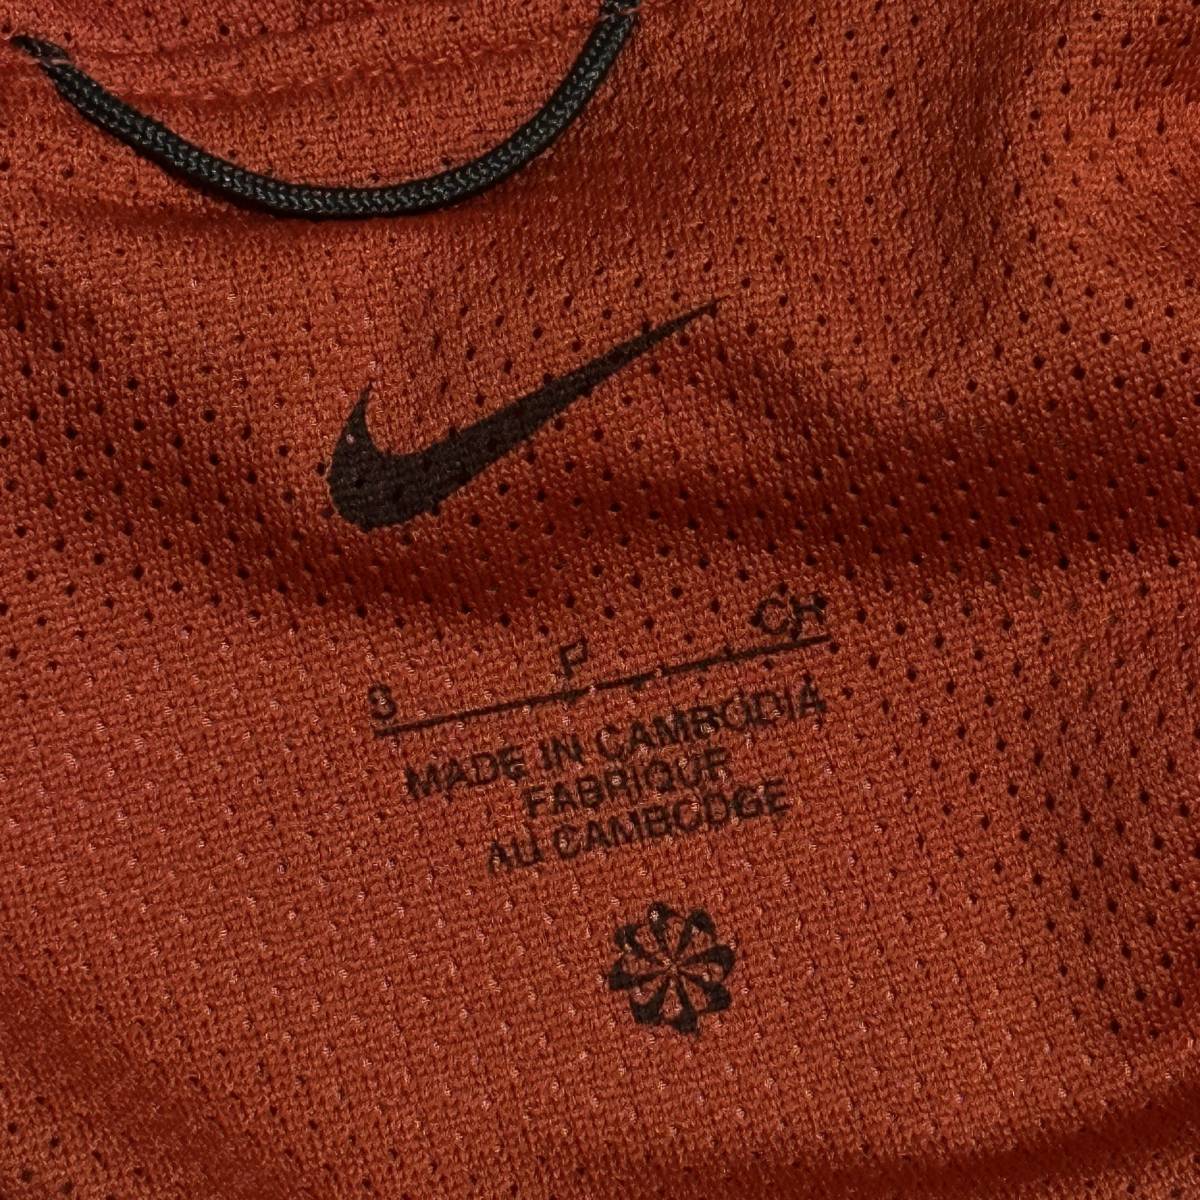 S P CH
MADE IN CAMBODIA
FABRIQUE
AU CAMBODGE